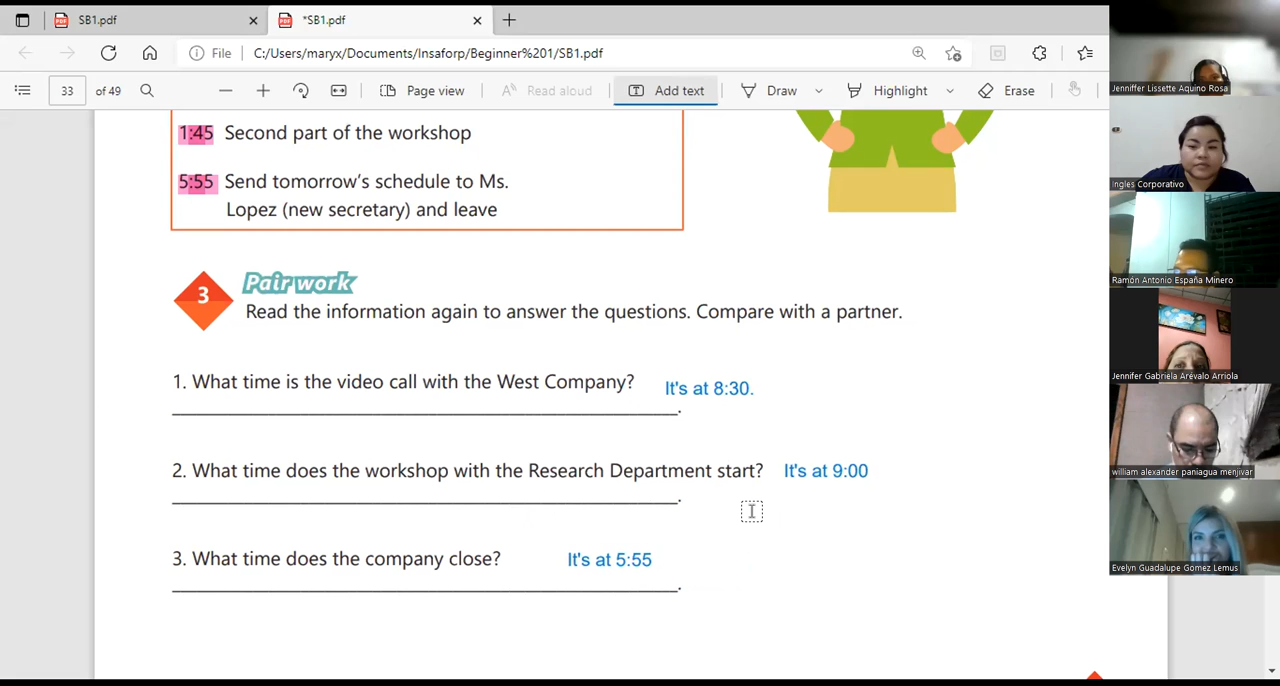 SB1.pdf
*SB1.pdf
File C:/Users/maryx/Documents/Insaforp/Beginner%201/SB1.pdf
33 of 49 Page view Read aloud Add text Draw Highlight Erase
1:45 Second part of the workshop
5:55 Send tomorrow's schedule to Ms.
Lopez (new secretary) and leave
3 Pair work
Read the information again to answer the questions. Compare with a partner.
1. What time is the video call with the West Company? It's at 8:30.
2. What time does the workshop with the Research Department start? It's at 9:00
3. What time does the company close? It's at 5:55
Jenniffer Lissette Aquino Rosa
Ingles Corporativo
Ramón Antonio España Minero
Jennifer Gabriela Arévalo Arriola
william alexander paniagua menjivar
Evelyn Guadalupe Gomez Lemus